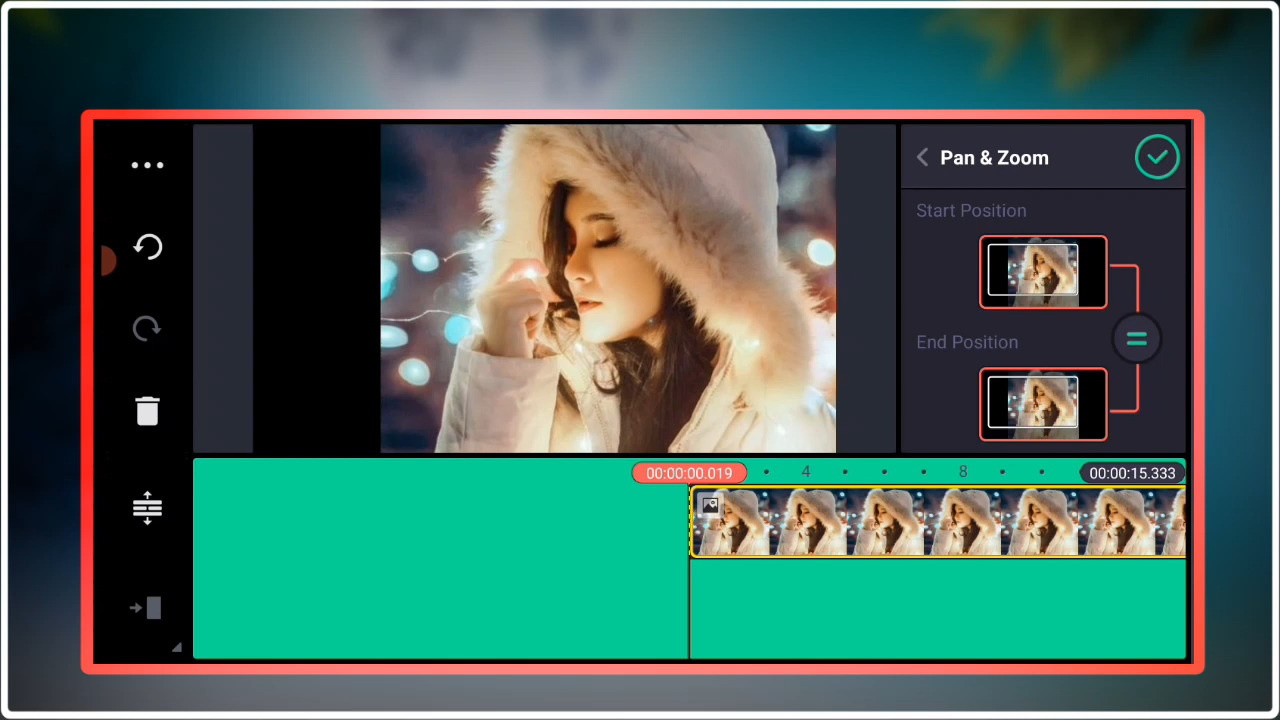 Pan & Zoom
Start Position
End Position
00:00:00.019
4
8
00:00:15.333